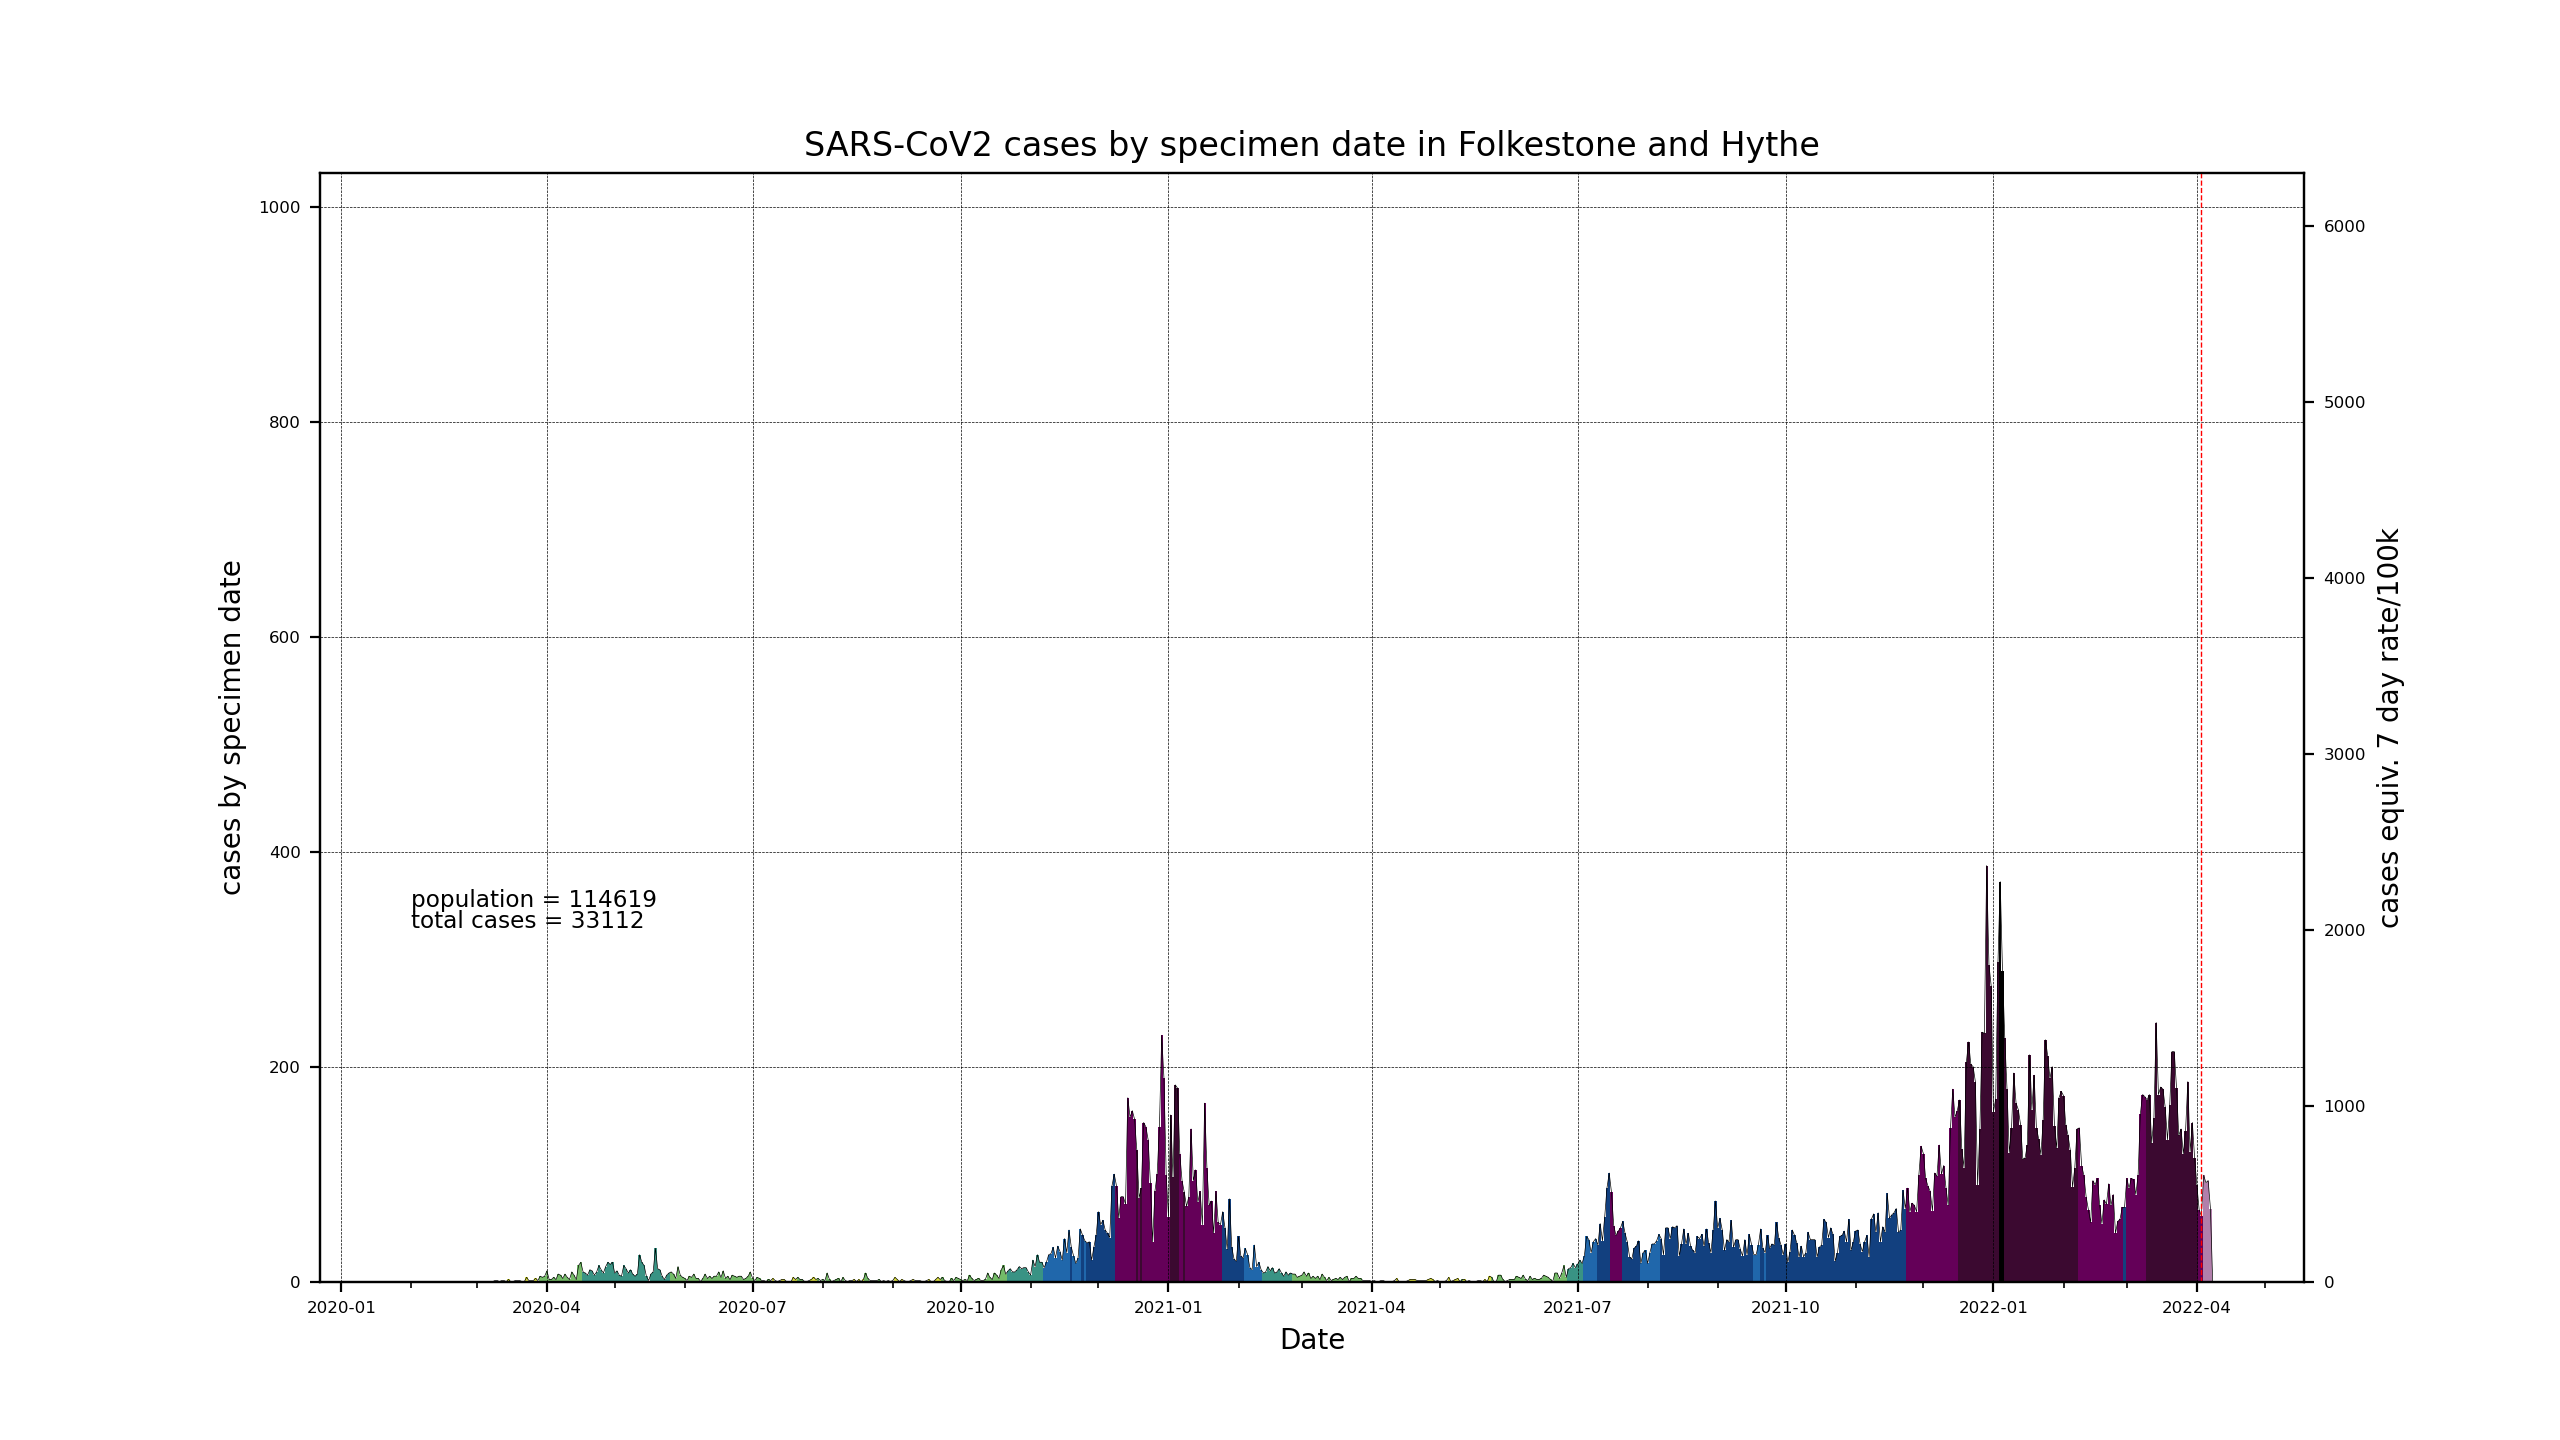 SARS-CoV2 cases by specimen date in Folkestone and Hythe
cases by specimen date
1000
800
600
400
200
0
population = 114619
total cases = 33112
6000
5000
4000
3000
2000
1000
0
cases equiv. 7 day rate/100k
2020-01 2020-04 2020-07 2020-10 2021-01 2021-04 2021-07 2021-10 2022-01 2022-04
Date